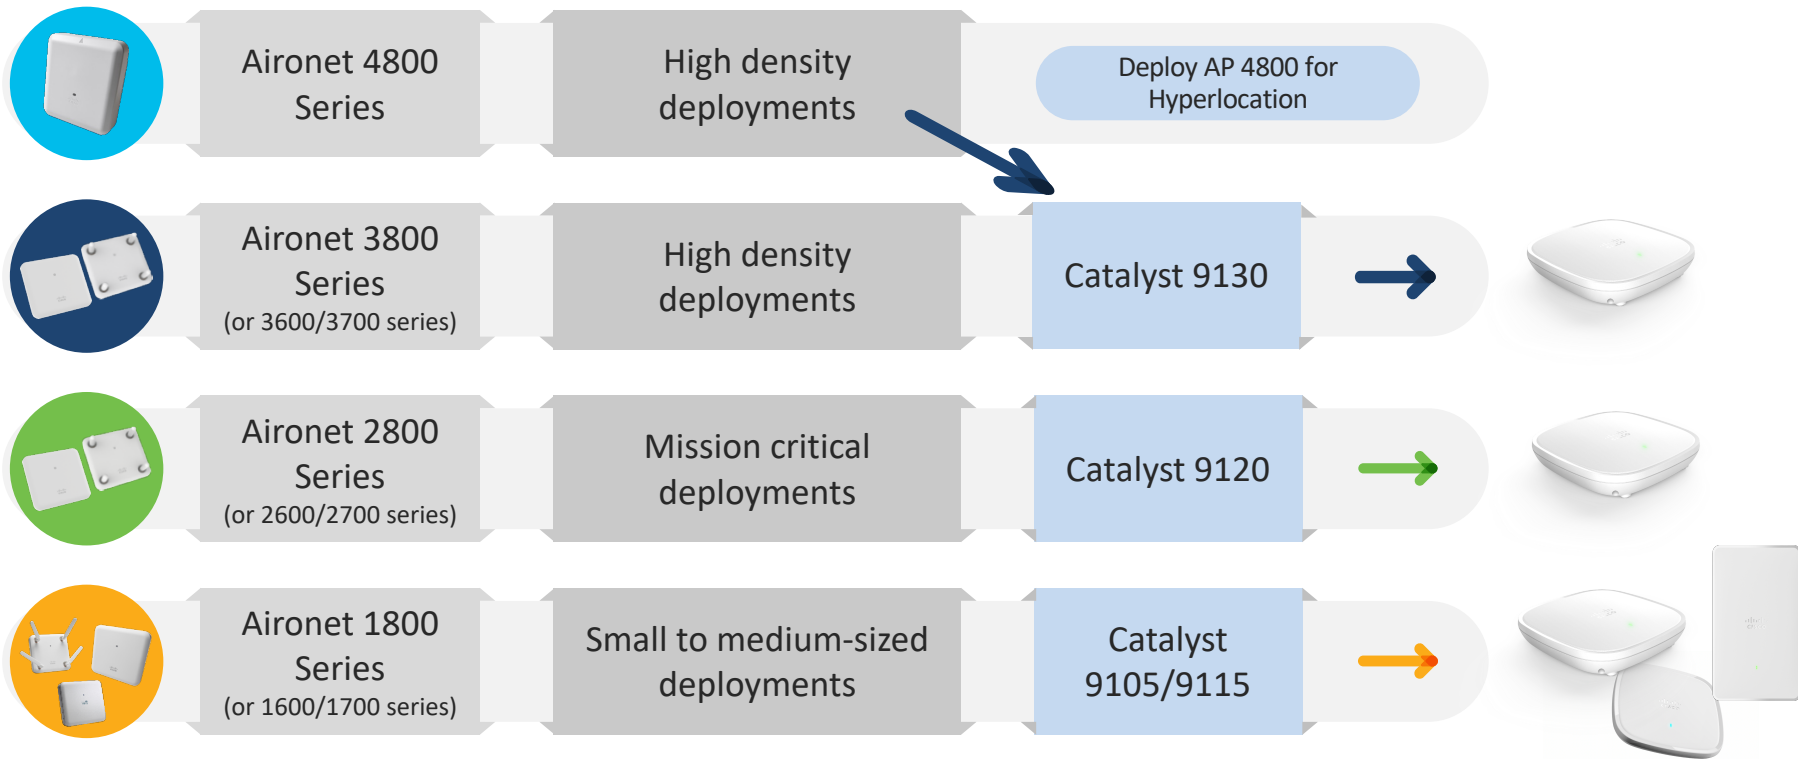 Aironet 4800
Series
High density
deployments
Deploy AP 4800 for
Hyperlocation
Aironet 3800
Series
(or 3600/3700 series)
High density
deployments
Catalyst 9130
Aironet 2800
Series
(or 2600/2700 series)
Mission critical
deployments
Catalyst 9120
Aironet 1800
Series
(or 1600/1700 series)
Small to medium-sized
deployments
Catalyst
9105/9115